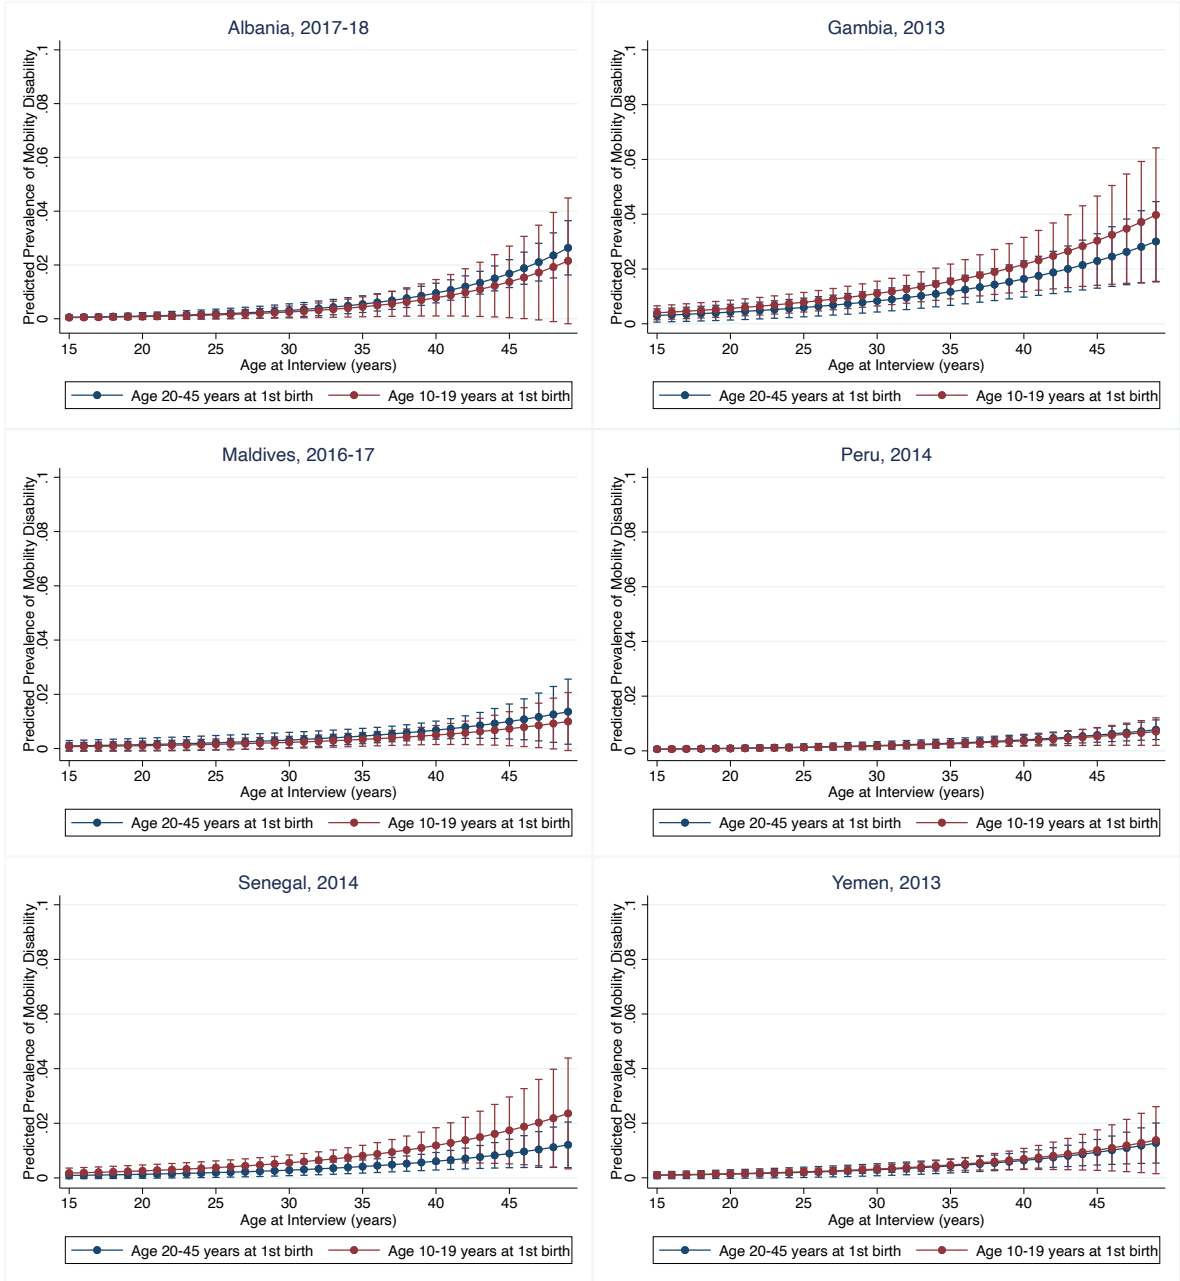 Albania, 2017-18
Predicted Prevalence of Mobility Disability
.1
.08
.06
.04
.02
0
15 20 25 30 35 40 45
Age at Interview (years)
Age 20-45 years at 1st birth Age 10-19 years at 1st birth
Gambia, 2013
Predicted Prevalence of Mobility Disability
.1
.08
.06
.04
.02
0
15 20 25 30 35 40 45
Age at Interview (years)
Age 20-45 years at 1st birth Age 10-19 years at 1st birth
Maldives, 2016-17
Predicted Prevalence of Mobility Disability
.1
.08
.06
.04
.02
0
15 20 25 30 35 40 45
Age at Interview (years)
Age 20-45 years at 1st birth Age 10-19 years at 1st birth
Peru, 2014
Predicted Prevalence of Mobility Disability
.1
.08
.06
.04
.02
0
15 20 25 30 35 40 45
Age at Interview (years)
Age 20-45 years at 1st birth Age 10-19 years at 1st birth
Senegal, 2014
Predicted Prevalence of Mobility Disability
.1
.08
.06
.04
.02
0
15 20 25 30 35 40 45
Age at Interview (years)
Age 20-45 years at 1st birth Age 10-19 years at 1st birth
Yemen, 2013
Predicted Prevalence of Mobility Disability
.1
.08
.06
.04
.02
0
15 20 25 30 35 40 45
Age at Interview (years)
Age 20-45 years at 1st birth Age 10-19 years at 1st birth